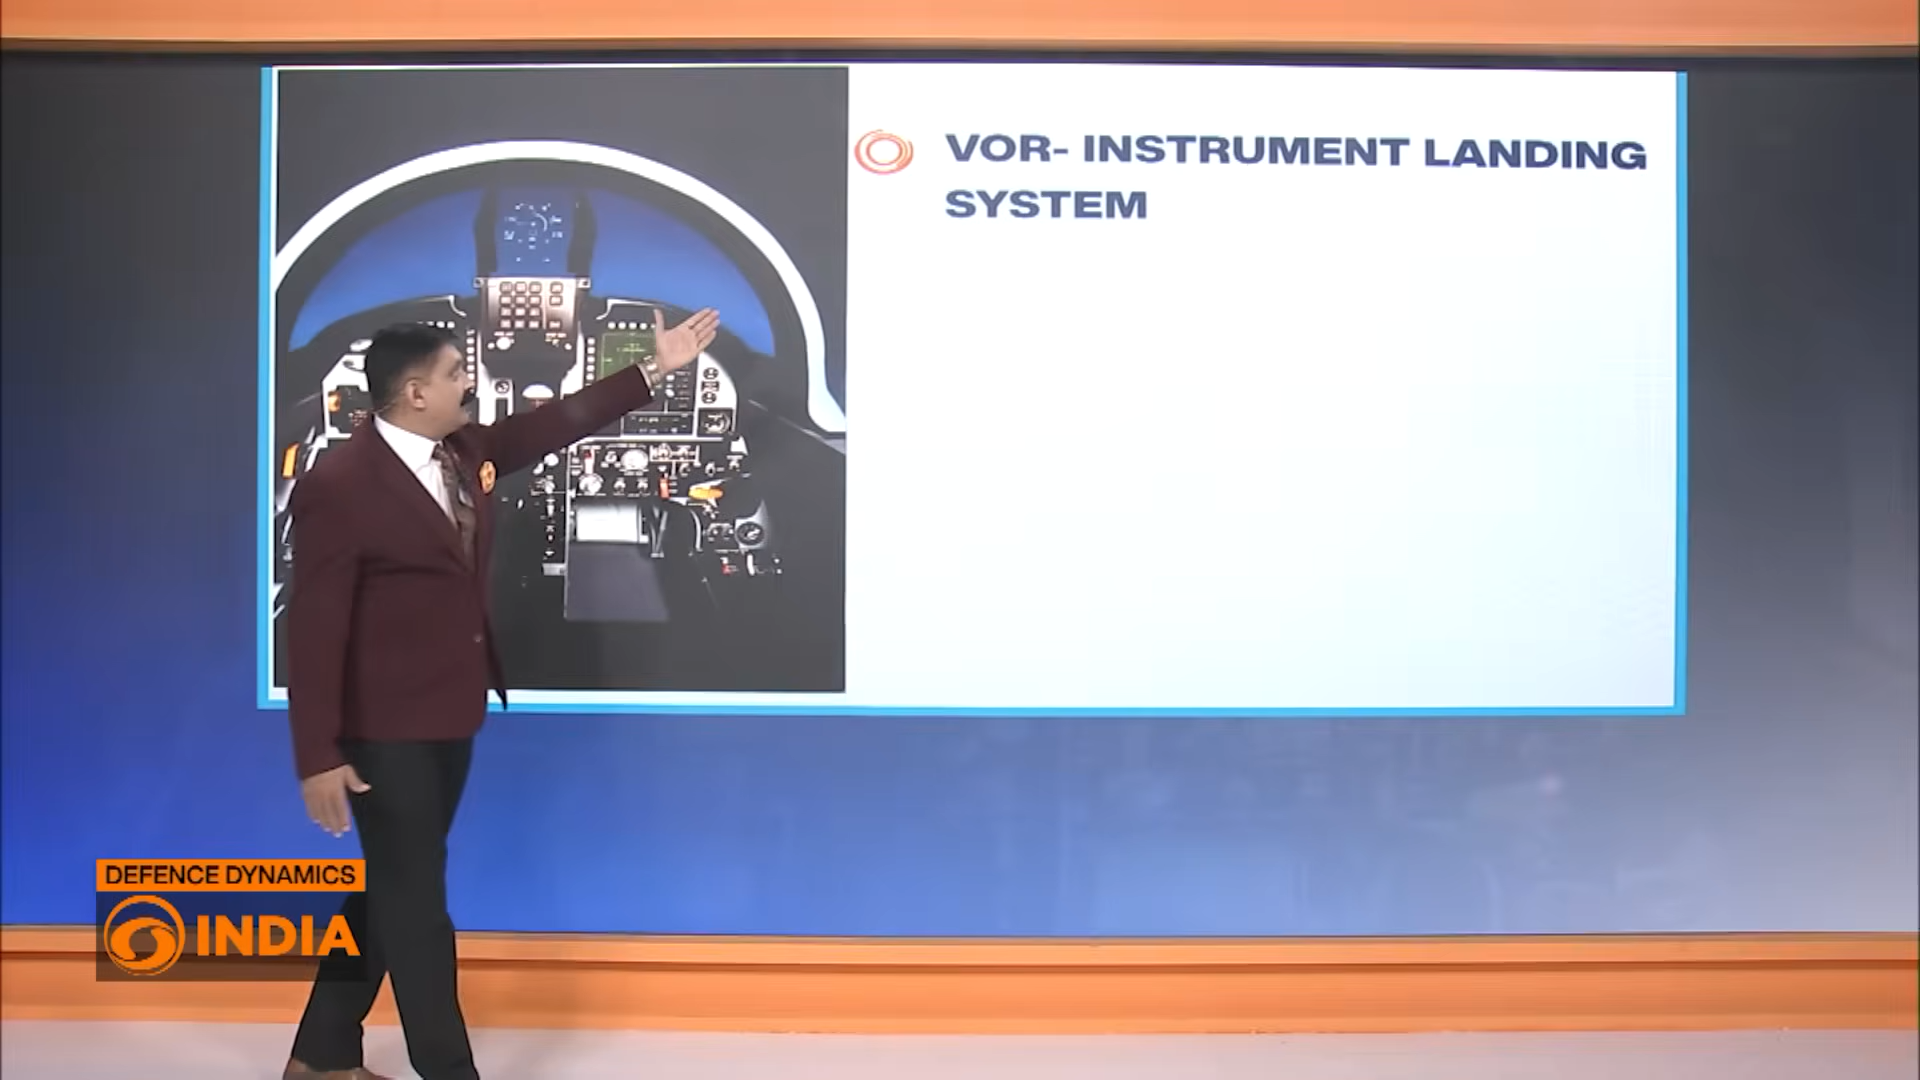 VOR- INSTRUMENT LANDING
SYSTEM
DEFENCE DYNAMICS
INDIA